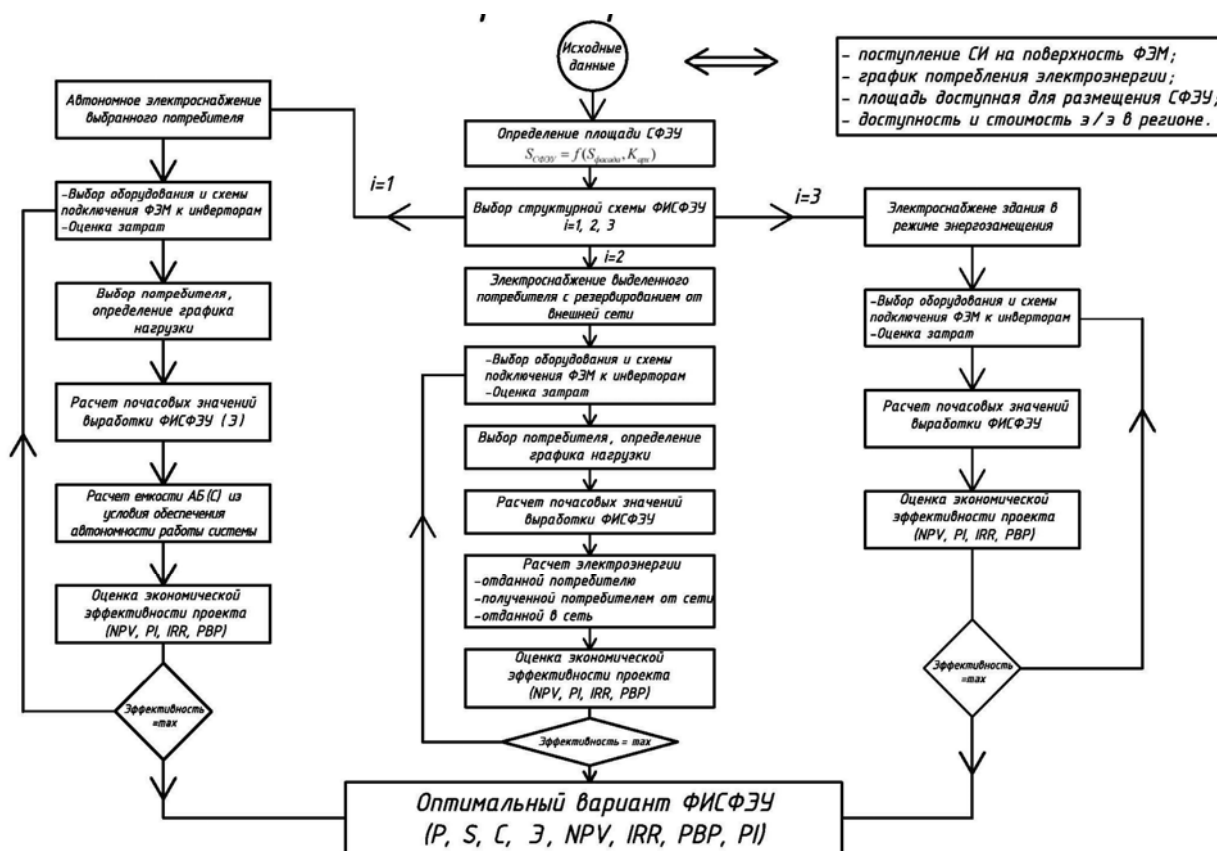 Исходные
данные
– поступление СИ на поверхность ФЭМ;
– график потребления электроэнергии;
– площадь доступная для размещения СФЭУ;
– доступность и стоимость э/э в регионе.
Определение площади СФЭУ
S_СФЭУ = f(S_фасада, K_арх)
Выбор структурной схемы ФИСФЭУ
i=1, 2, 3
i=1
i=2
i=3
Автономное электроснабжение
выбранного потребителя
–Выбор оборудования и схемы
подключения ФЭМ к инверторам
–Оценка затрат
Выбор потребителя,
определение графика
нагрузки
Расчет почасовых значений
выработки ФИСФЭУ (Э)
Расчет емкости АБ(С) из
условия обеспечения
автономности работы системы
Оценка экономической
эффективности проекта
(NPV, PI, IRR, PBP)
Эффективность
=max
Электроснабжение выделенного
потребителя с резервированием от
внешней сети
–Выбор оборудования и схемы
подключения ФЭМ к инверторам
–Оценка затрат
Выбор потребителя, определение
графика нагрузки
Расчет почасовых значений
выработки ФИСФЭУ
Расчет электроэнергии
–отданной потребителю
–полученной потребителем от сети
–отданной в сеть
Оценка экономической
эффективности проекта
(NPV, PI, IRR, PBP)
Эффективность = max
Электроснабжене здания в
режиме энергозамещения
–Выбор оборудования и схемы
подключения ФЭМ к инверторам
–Оценка затрат
Расчет почасовых значений
выработки ФИСФЭУ
Оценка экономической
эффективности проекта
(NPV, PI, IRR, PBP)
Эффективность
=max
Оптимальный вариант ФИСФЭУ
(P, S, C, Э, NPV, IRR, PBP, PI)